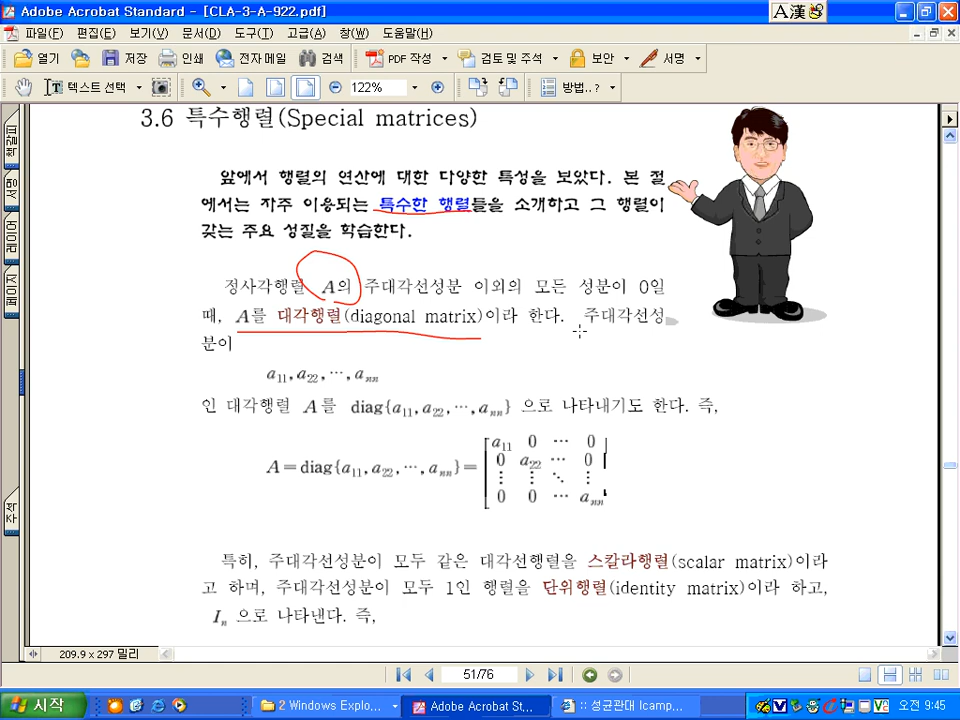 Adobe Acrobat Standard - [CLA-3-A-922.pdf]
A漢
파일(F) 편집(E) 보기(V) 문서(D) 도구(T) 고급(A) 창(W) 도움말(H)
열기 저장 인쇄 전자 메일 검색 PDF 작성 검토 및 주석 보안 서명
텍스트 선택 122% 방법..?
책갈피
서명
레이어
페이지
주석
3.6 특수행렬(Special matrices)
앞에서 행렬의 연산에 대한 다양한 특성을 보았다. 본 절
에서는 자주 이용되는 특수한 행렬들을 소개하고 그 행렬이
갖는 주요 성질을 학습한다.
정사각행렬 A의 주대각선성분 이외의 모든 성분이 0일
때, A를 대각행렬(diagonal matrix)이라 한다. 주대각선성
분이
a₁₁, a₂₂, ⋯, aₙₙ
인 대각행렬 A를 diag{a₁₁, a₂₂, ⋯, aₙₙ} 으로 나타내기도 한다. 즉,
A = diag{a₁₁, a₂₂, ⋯, aₙₙ} =
a₁₁ 0 ⋯ 0
0 a₂₂ ⋯ 0
⋮ ⋮ ⋱ ⋮
0 0 ⋯ aₙₙ
특히, 주대각선성분이 모두 같은 대각선행렬을 스칼라행렬(scalar matrix)이라
고 하며, 주대각선성분이 모두 1인 행렬을 단위행렬(identity matrix)이라 하고,
Iₙ 으로 나타낸다. 즉,
209.9 x 297 밀리
51/76
시작 2 Windows Explo... Adobe Acrobat St... :: 성균관대 Icamp... 오전 9:45